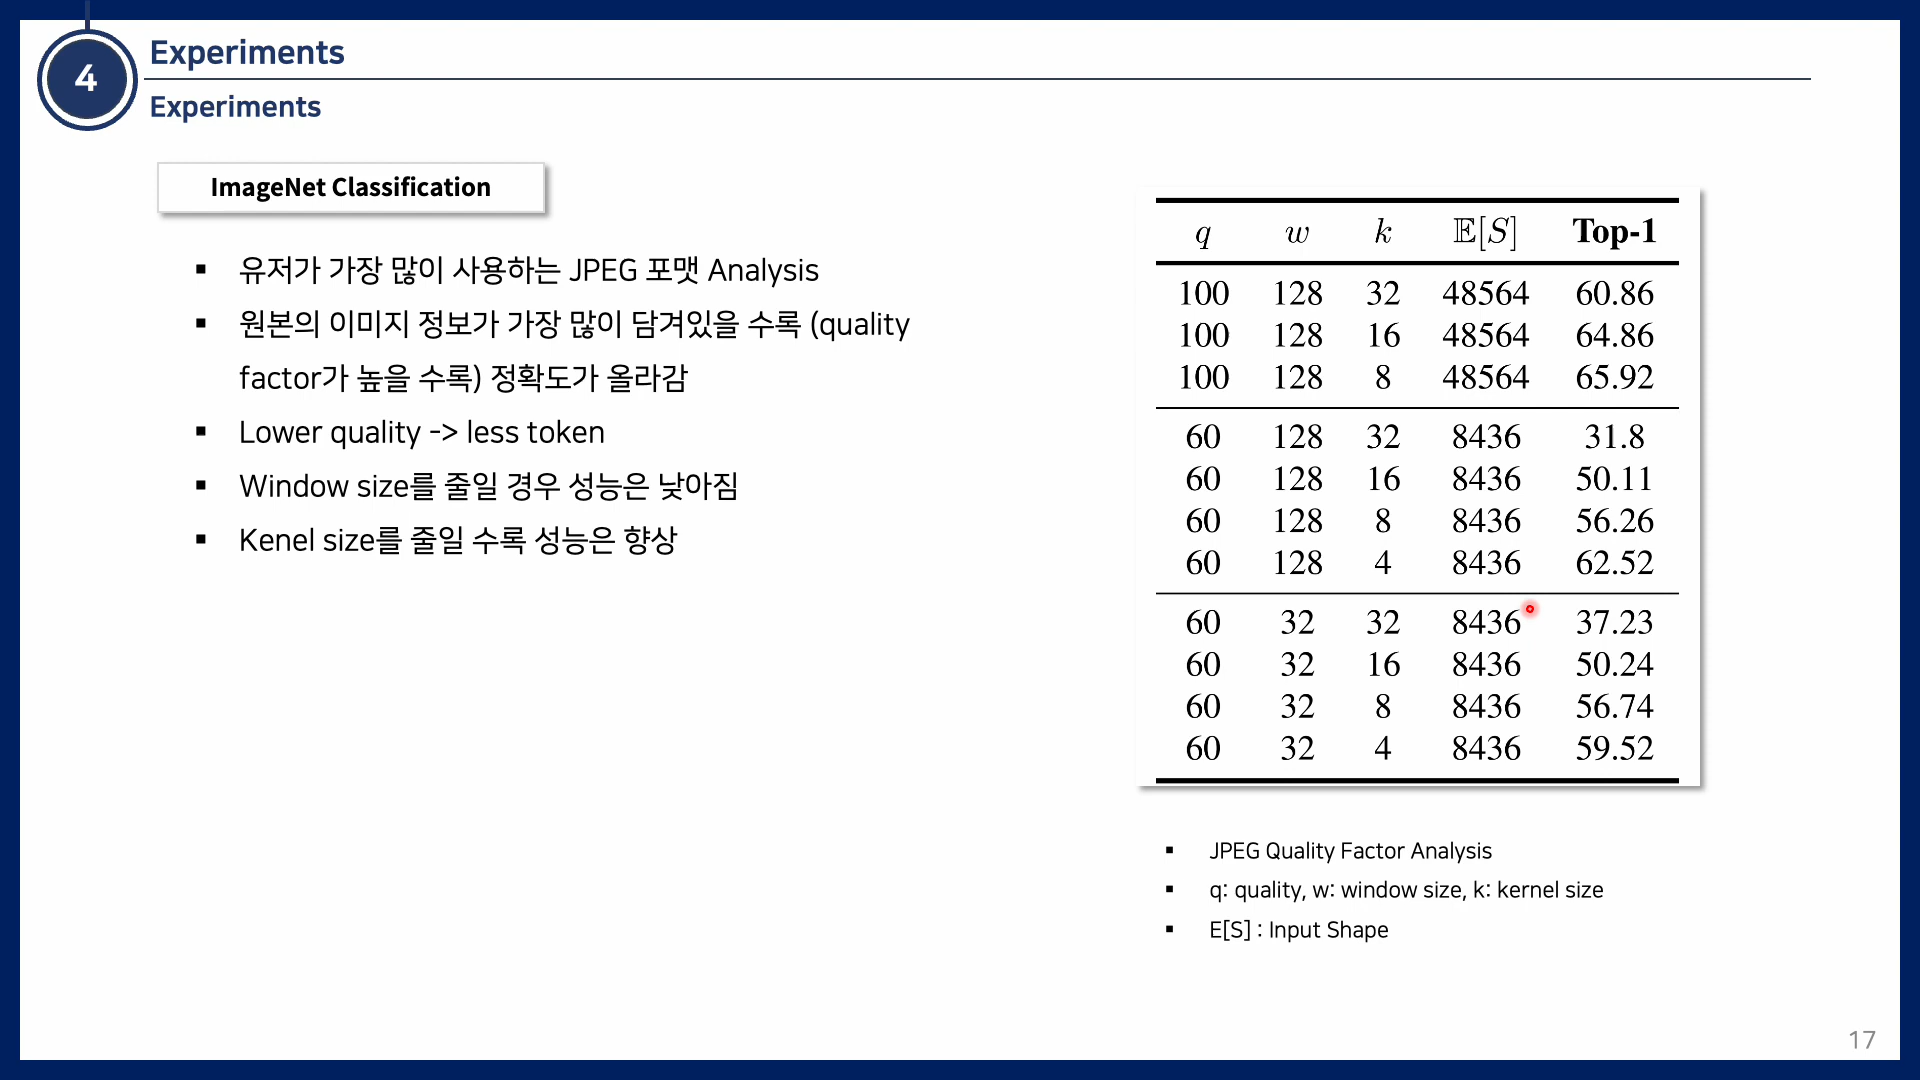 4
Experiments
Experiments
ImageNet Classification
▪ 유저가 가장 많이 사용하는 JPEG 포맷 Analysis
▪ 원본의 이미지 정보가 가장 많이 담겨있을 수록 (quality
factor가 높을 수록) 정확도가 올라감
▪ Lower quality -> less token
▪ Window size를 줄일 경우 성능은 낮아짐
▪ Kenel size를 줄일 수록 성능은 향상
q w k 𝔼[S] Top-1
100 128 32 48564 60.86
100 128 16 48564 64.86
100 128 8 48564 65.92
60 128 32 8436 31.8
60 128 16 8436 50.11
60 128 8 8436 56.26
60 128 4 8436 62.52
60 32 32 8436 37.23
60 32 16 8436 50.24
60 32 8 8436 56.74
60 32 4 8436 59.52
▪ JPEG Quality Factor Analysis
▪ q: quality, w: window size, k: kernel size
▪ E[S] : Input Shape
17